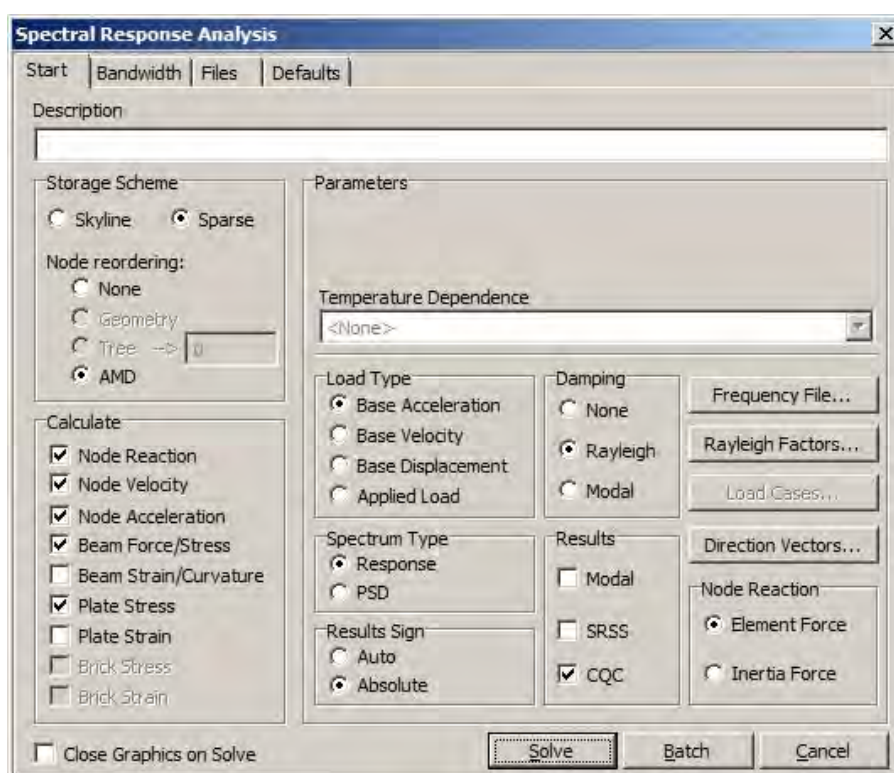 Spectral Response Analysis
Start Bandwidth Files Defaults
Description
Storage Scheme
Skyline Sparse
Node reordering:
None
Geometry
Tree --> 0
AMD
Calculate
Node Reaction
Node Velocity
Node Acceleration
Beam Force/Stress
Beam Strain/Curvature
Plate Stress
Plate Strain
Brick Stress
Brick Strain
Parameters
Temperature Dependence
<None>
Load Type
Base Acceleration
Base Velocity
Base Displacement
Applied Load
Spectrum Type
Response
PSD
Results Sign
Auto
Absolute
Damping
None
Rayleigh
Modal
Results
Modal
SRSS
CQC
Frequency File...
Rayleigh Factors...
Load Cases...
Direction Vectors...
Node Reaction
Element Force
Inertia Force
Close Graphics on Solve
Solve Batch Cancel